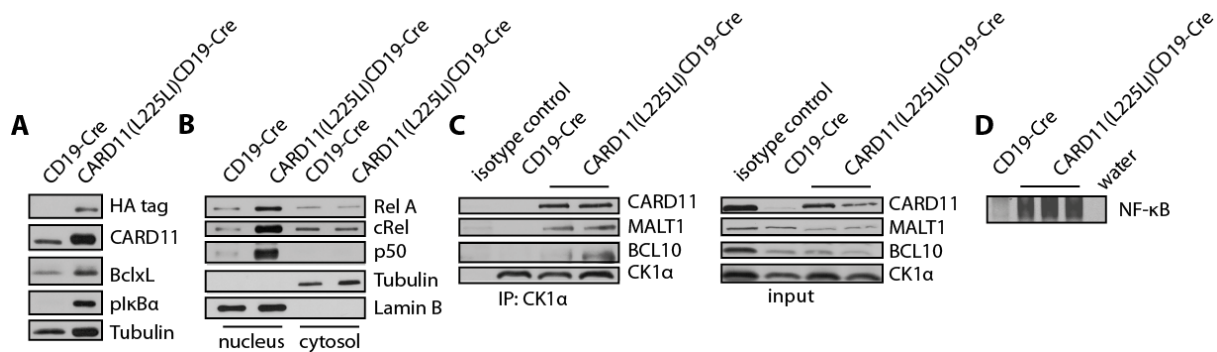 A
CD19-Cre
CARD11(L225LI)CD19-Cre
HA tag
CARD11
BclxL
pIκBα
Tubulin
B
CD19-Cre
CARD11(L225LI)CD19-Cre
CD19-Cre
CARD11(L225LI)CD19-Cre
Rel A
cRel
p50
Tubulin
Lamin B
nucleus cytosol
C
isotype control
CD19-Cre
CARD11(L225LI)CD19-Cre
CARD11
MALT1
BCL10
CK1α
IP: CK1α
isotype control
CD19-Cre
CARD11(L225LI)CD19-Cre
CARD11
MALT1
BCL10
CK1α
input
D
CD19-Cre
CARD11(L225LI)CD19-Cre
water
NF-κB